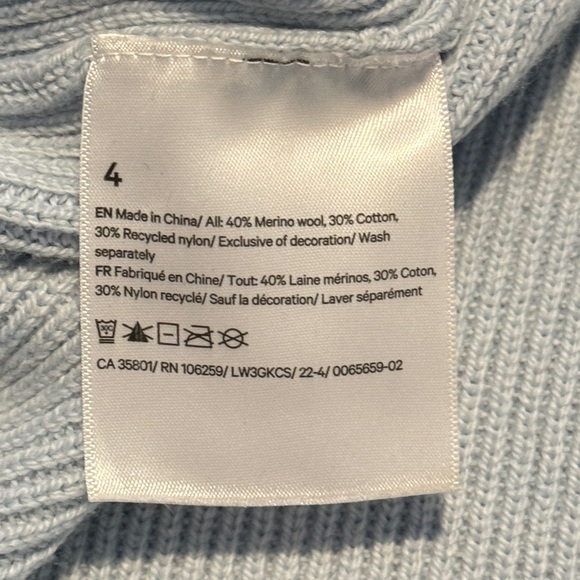 4
EN Made in China/ All: 40% Merino wool, 30% Cotton,
30% Recycled nylon/ Exclusive of decoration/ Wash
separately
FR Fabriqué en Chine/ Tout: 40% Laine mérinos, 30% Coton,
30% Nylon recyclé/ Sauf la décoration/ Laver séparément
30C
CA 35801/ RN 106259/ LW3GKCS/ 22-4/ 0065659-02